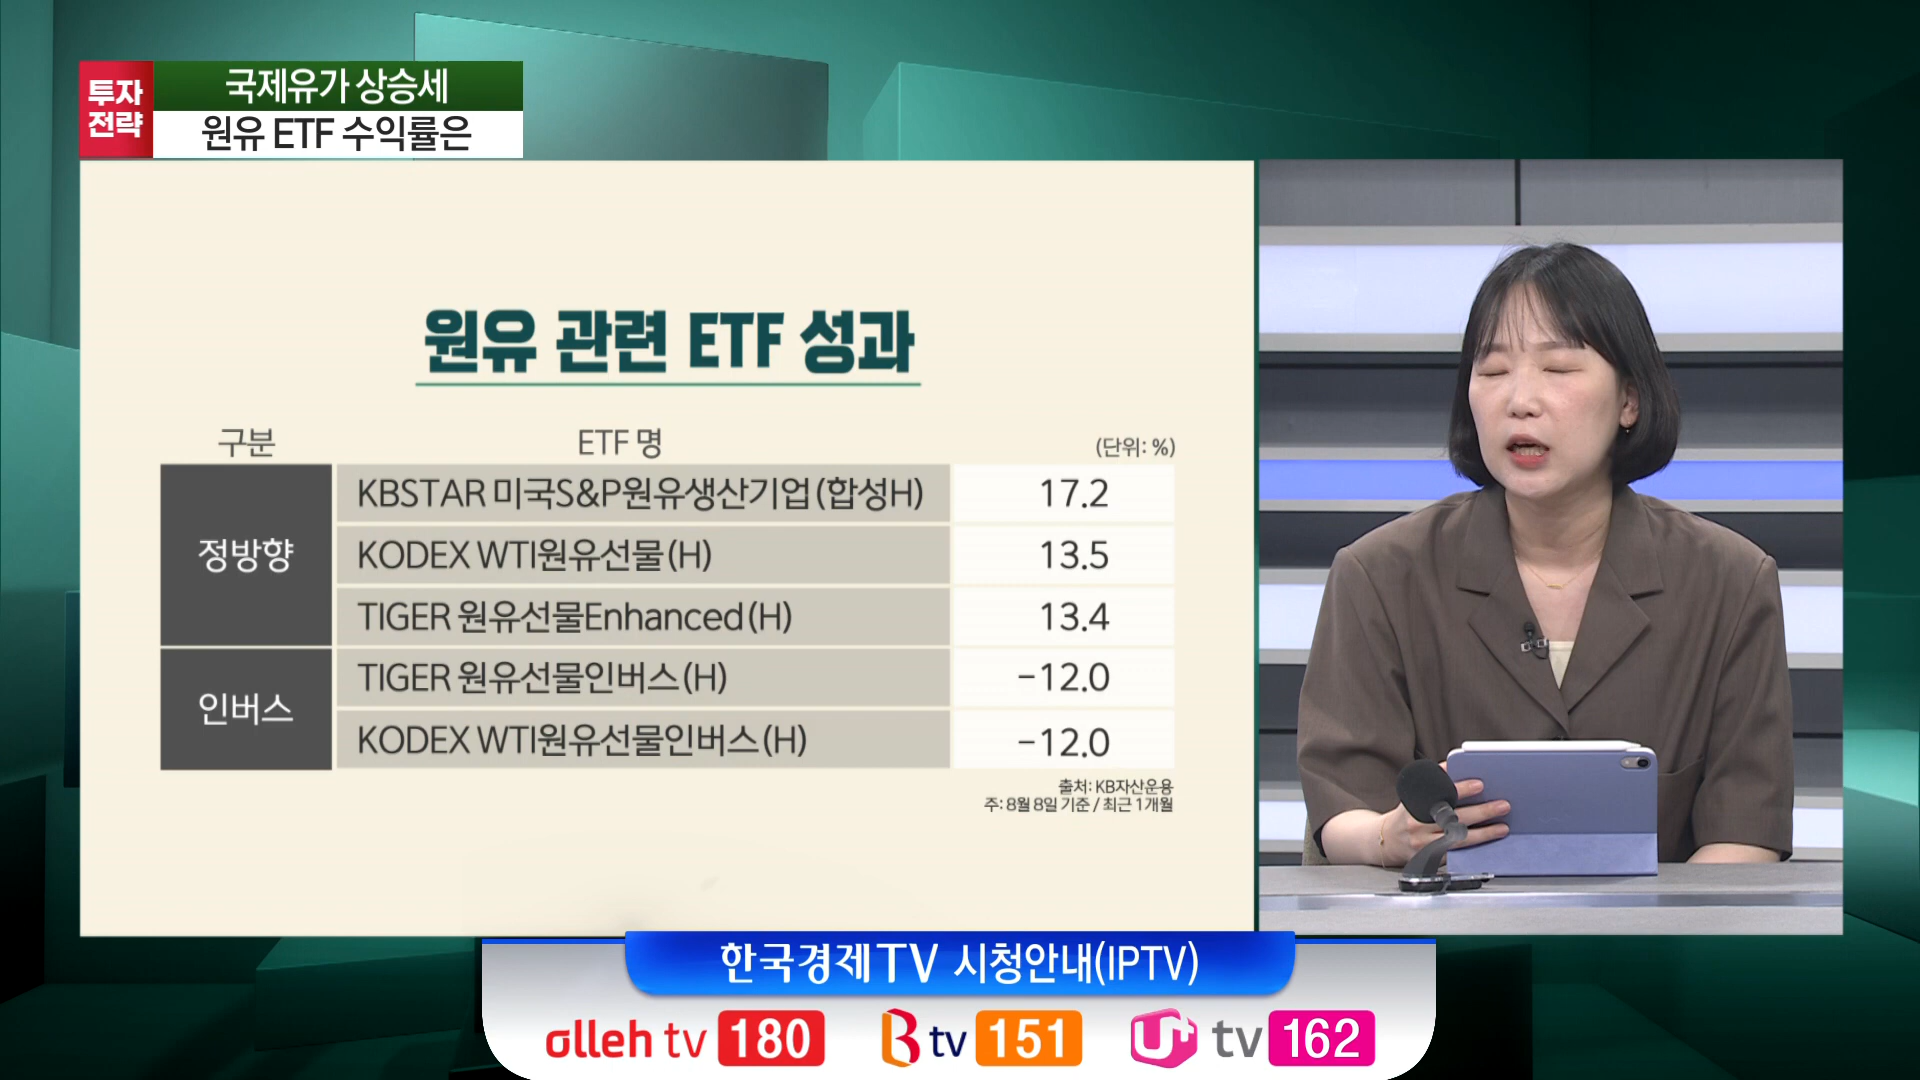 투자
전략
국제유가 상승세
원유 ETF 수익률은
원유 관련 ETF 성과
구분 ETF 명 (단위: %)
정방향
KBSTAR 미국S&P원유생산기업(합성H) 17.2
KODEX WTI원유선물(H) 13.5
TIGER 원유선물Enhanced(H) 13.4
인버스
TIGER 원유선물인버스(H) -12.0
KODEX WTI원유선물인버스(H) -12.0
출처: KB자산운용
주: 8월 8일 기준 / 최근 1개월
한국경제TV 시청안내(IPTV)
olleh tv 180 B tv 151 U+ tv 162